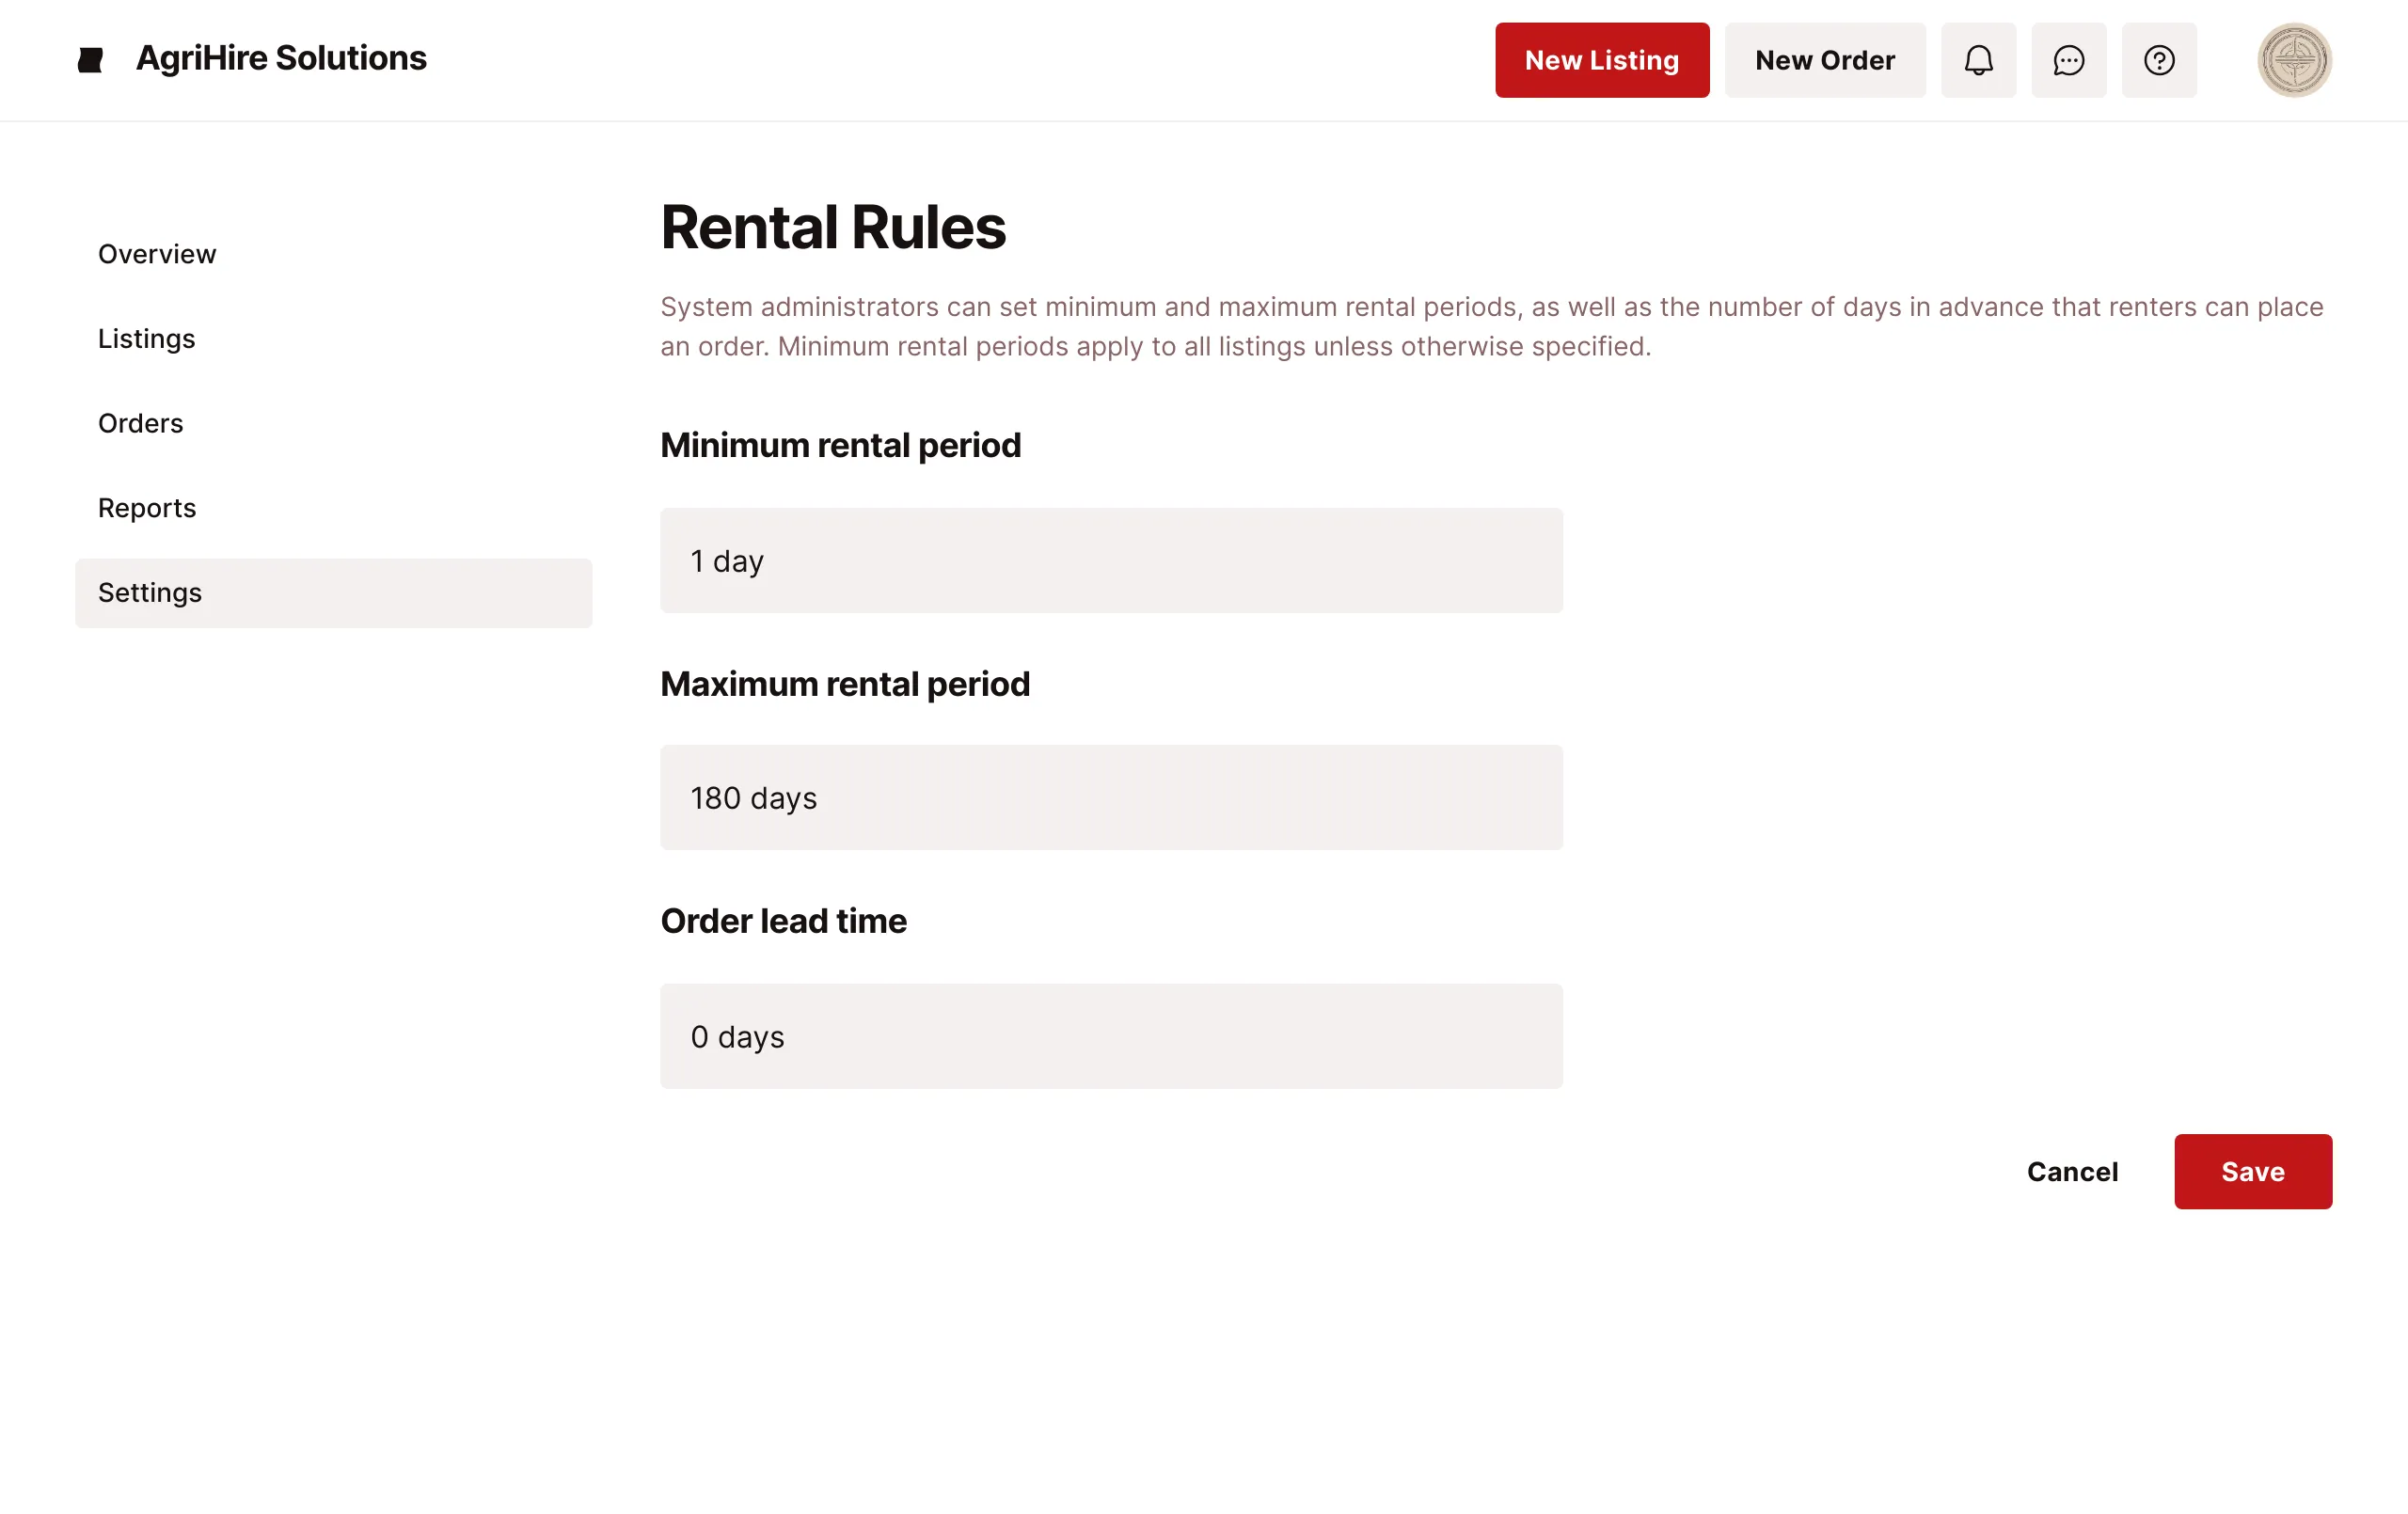 AgriHire Solutions
New Listing
New Order
Overview
Listings
Orders
Reports
Settings
Rental Rules
System administrators can set minimum and maximum rental periods, as well as the number of days in advance that renters can place
an order. Minimum rental periods apply to all listings unless otherwise specified.
Minimum rental period
1 day
Maximum rental period
180 days
Order lead time
0 days
Cancel
Save